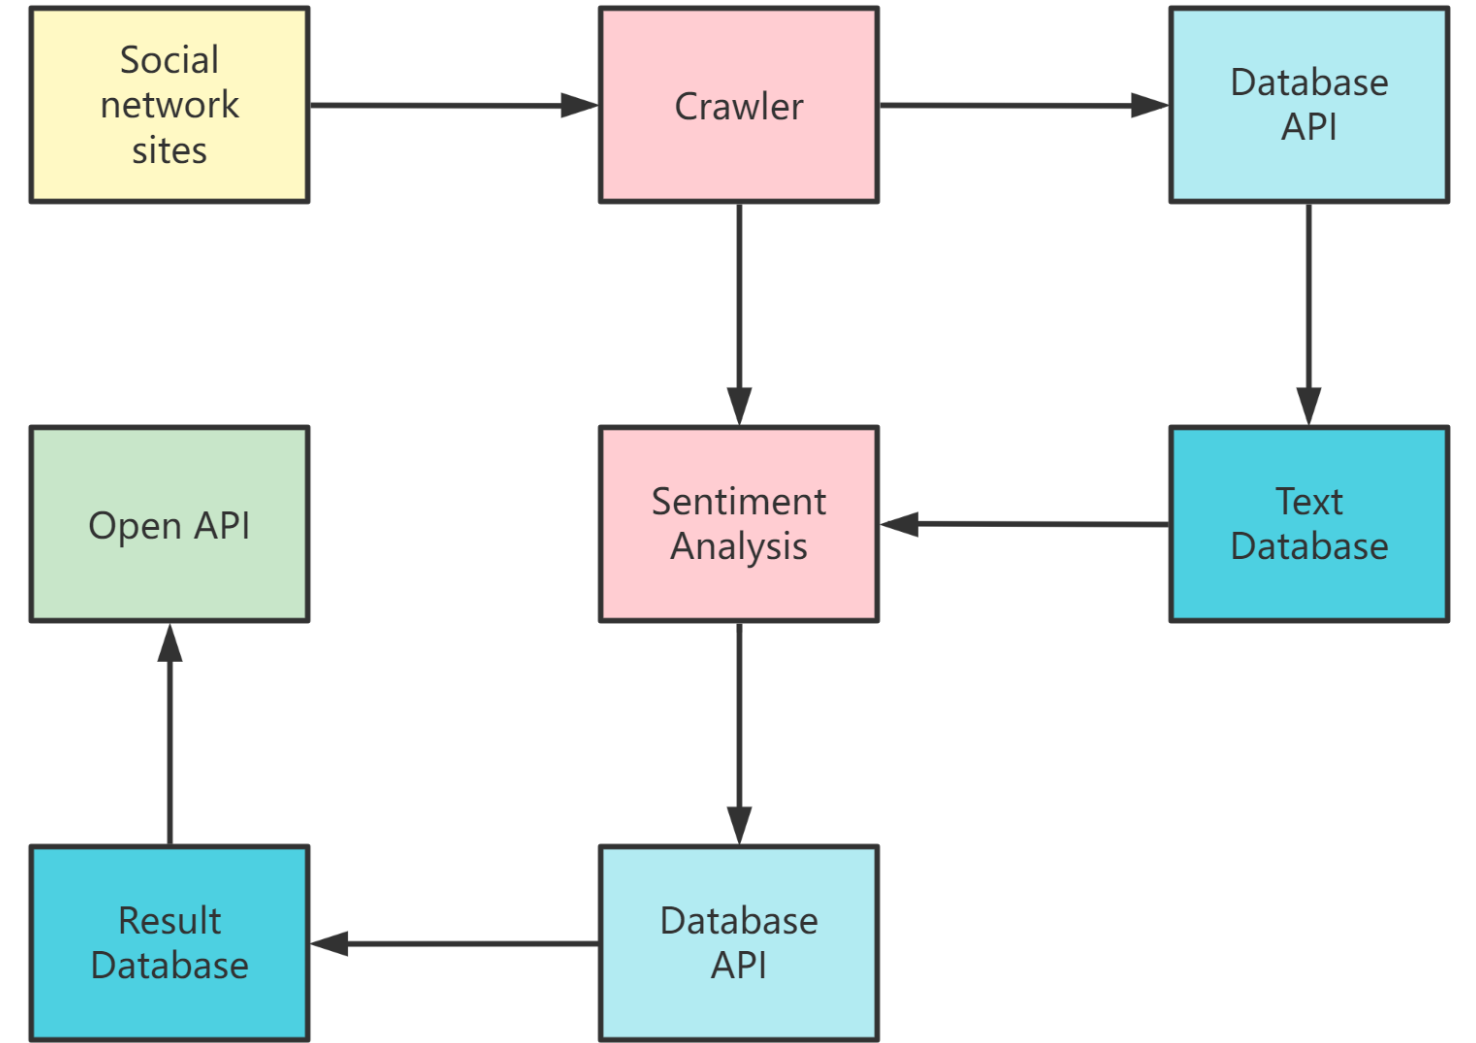 Social
network
sites
Crawler
Database
API
Open API
Sentiment
Analysis
Text
Database
Result
Database
Database
API